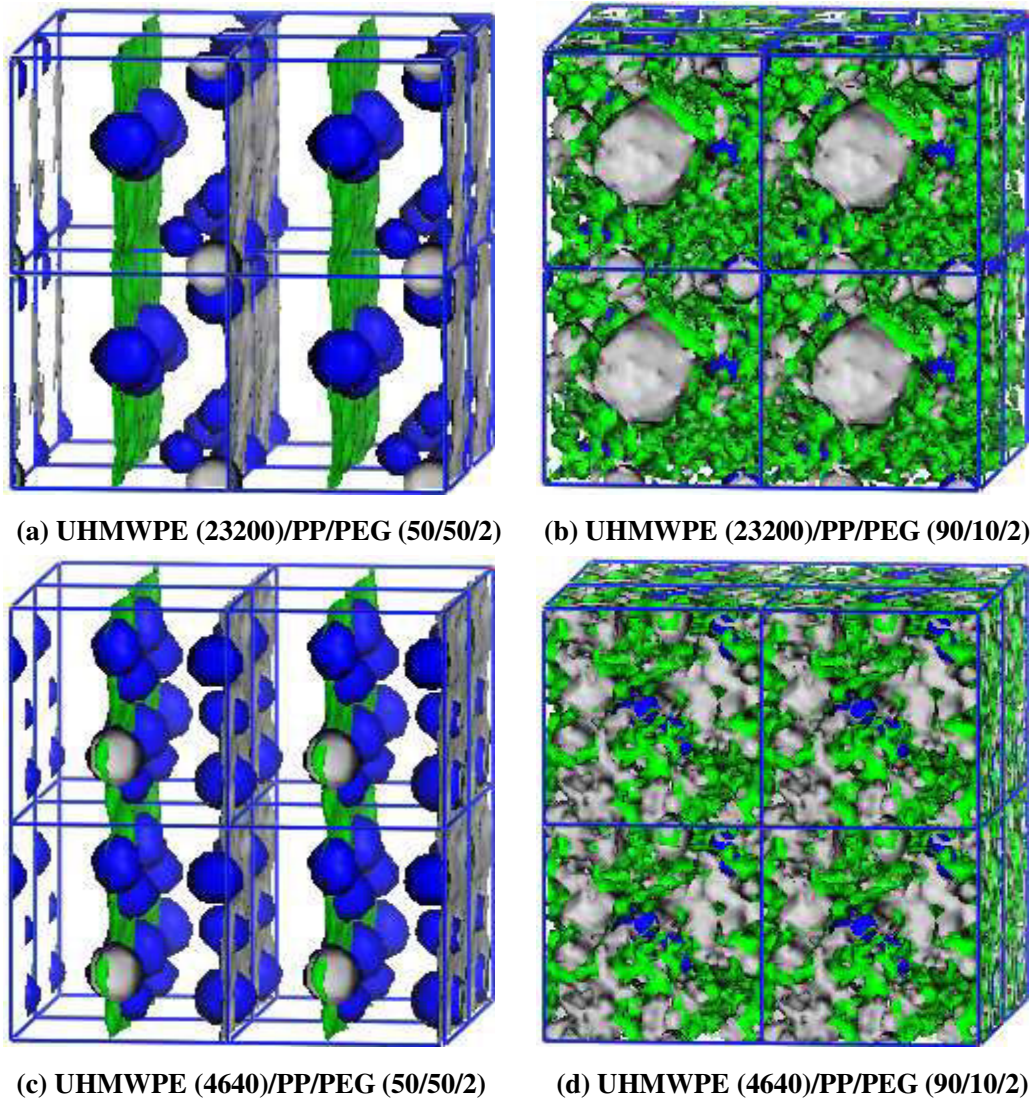 (a) UHMWPE (23200)/PP/PEG (50/50/2)
(b) UHMWPE (23200)/PP/PEG (90/10/2)
(c) UHMWPE (4640)/PP/PEG (50/50/2)
(d) UHMWPE (4640)/PP/PEG (90/10/2)